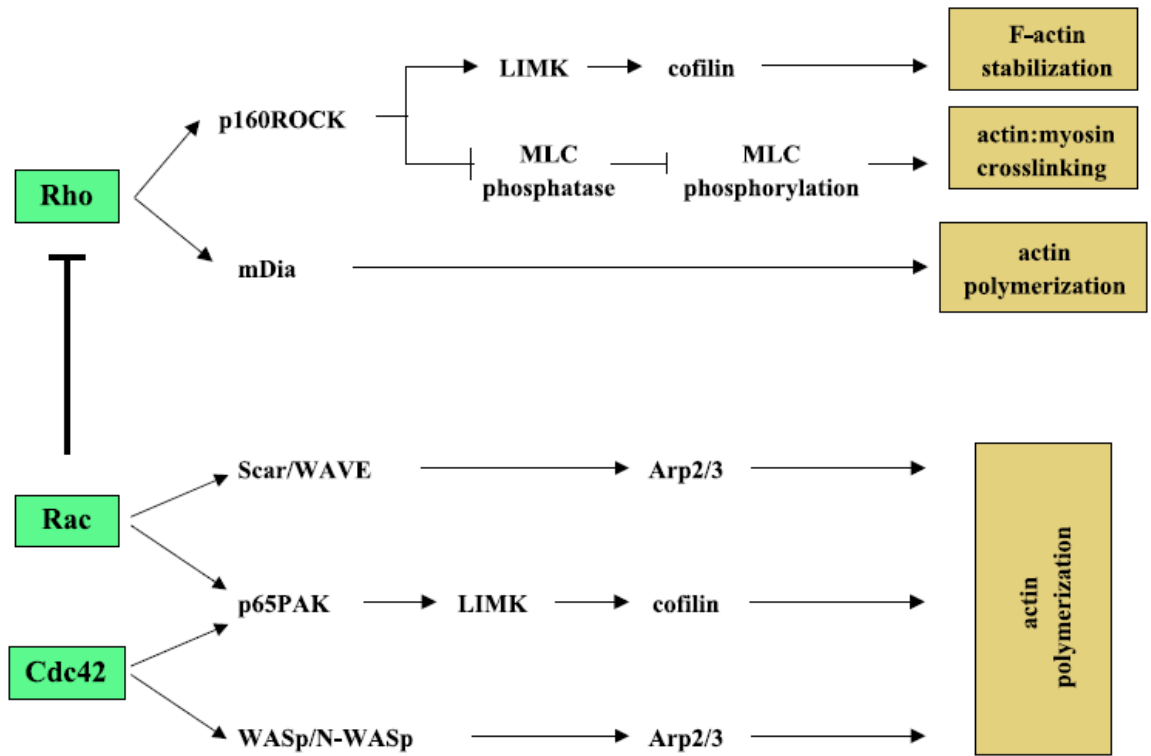 F-actin
stabilization
LIMK
cofilin
p160ROCK
actin:myosin
crosslinking
MLC
phosphatase
MLC
phosphorylation
Rho
mDia
actin
polymerization
Scar/WAVE
Arp2/3
Rac
p65PAK
LIMK
cofilin
actin
polymerization
Cdc42
WASp/N-WASp
Arp2/3